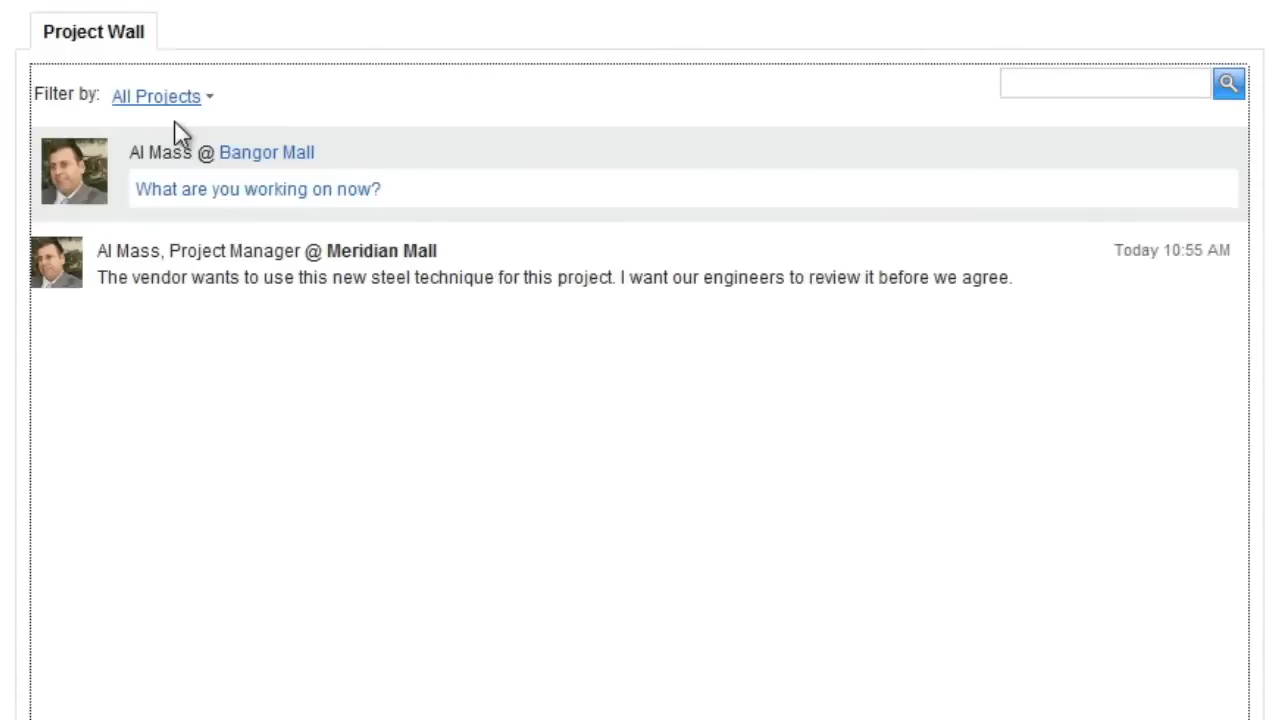 Project Wall
Filter by: All Projects
Al Mass @ Bangor Mall
What are you working on now?
Al Mass, Project Manager @ Meridian Mall
Today 10:55 AM
The vendor wants to use this new steel technique for this project. I want our engineers to review it before we agree.